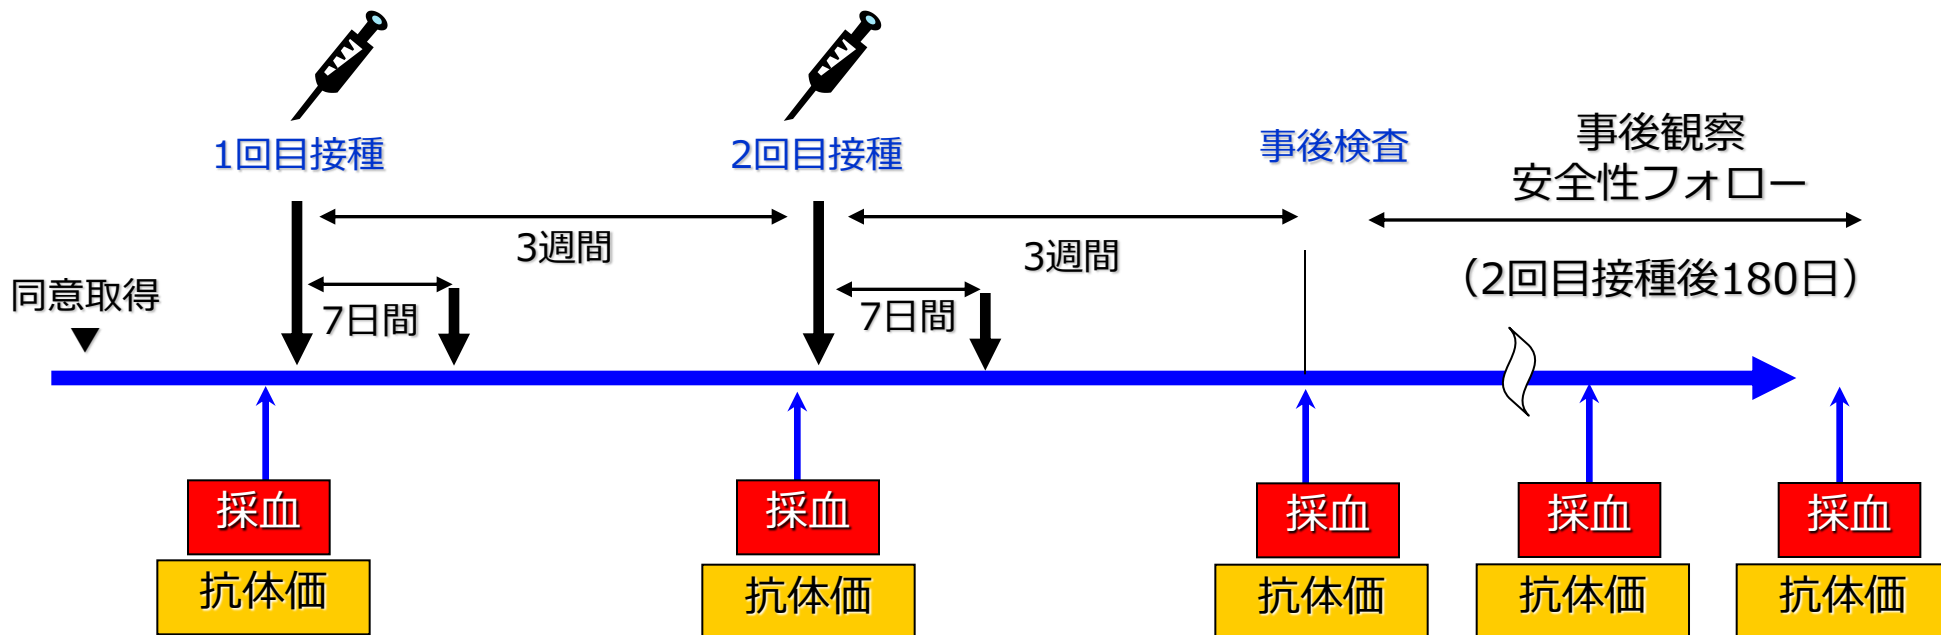 1回目接種
2回目接種
事後検査
事後観察
安全性フォロー
3週間
3週間
(2回目接種後180日)
同意取得
7日間
7日間
採血
採血
採血
採血
採血
抗体価
抗体価
抗体価
抗体価
抗体価